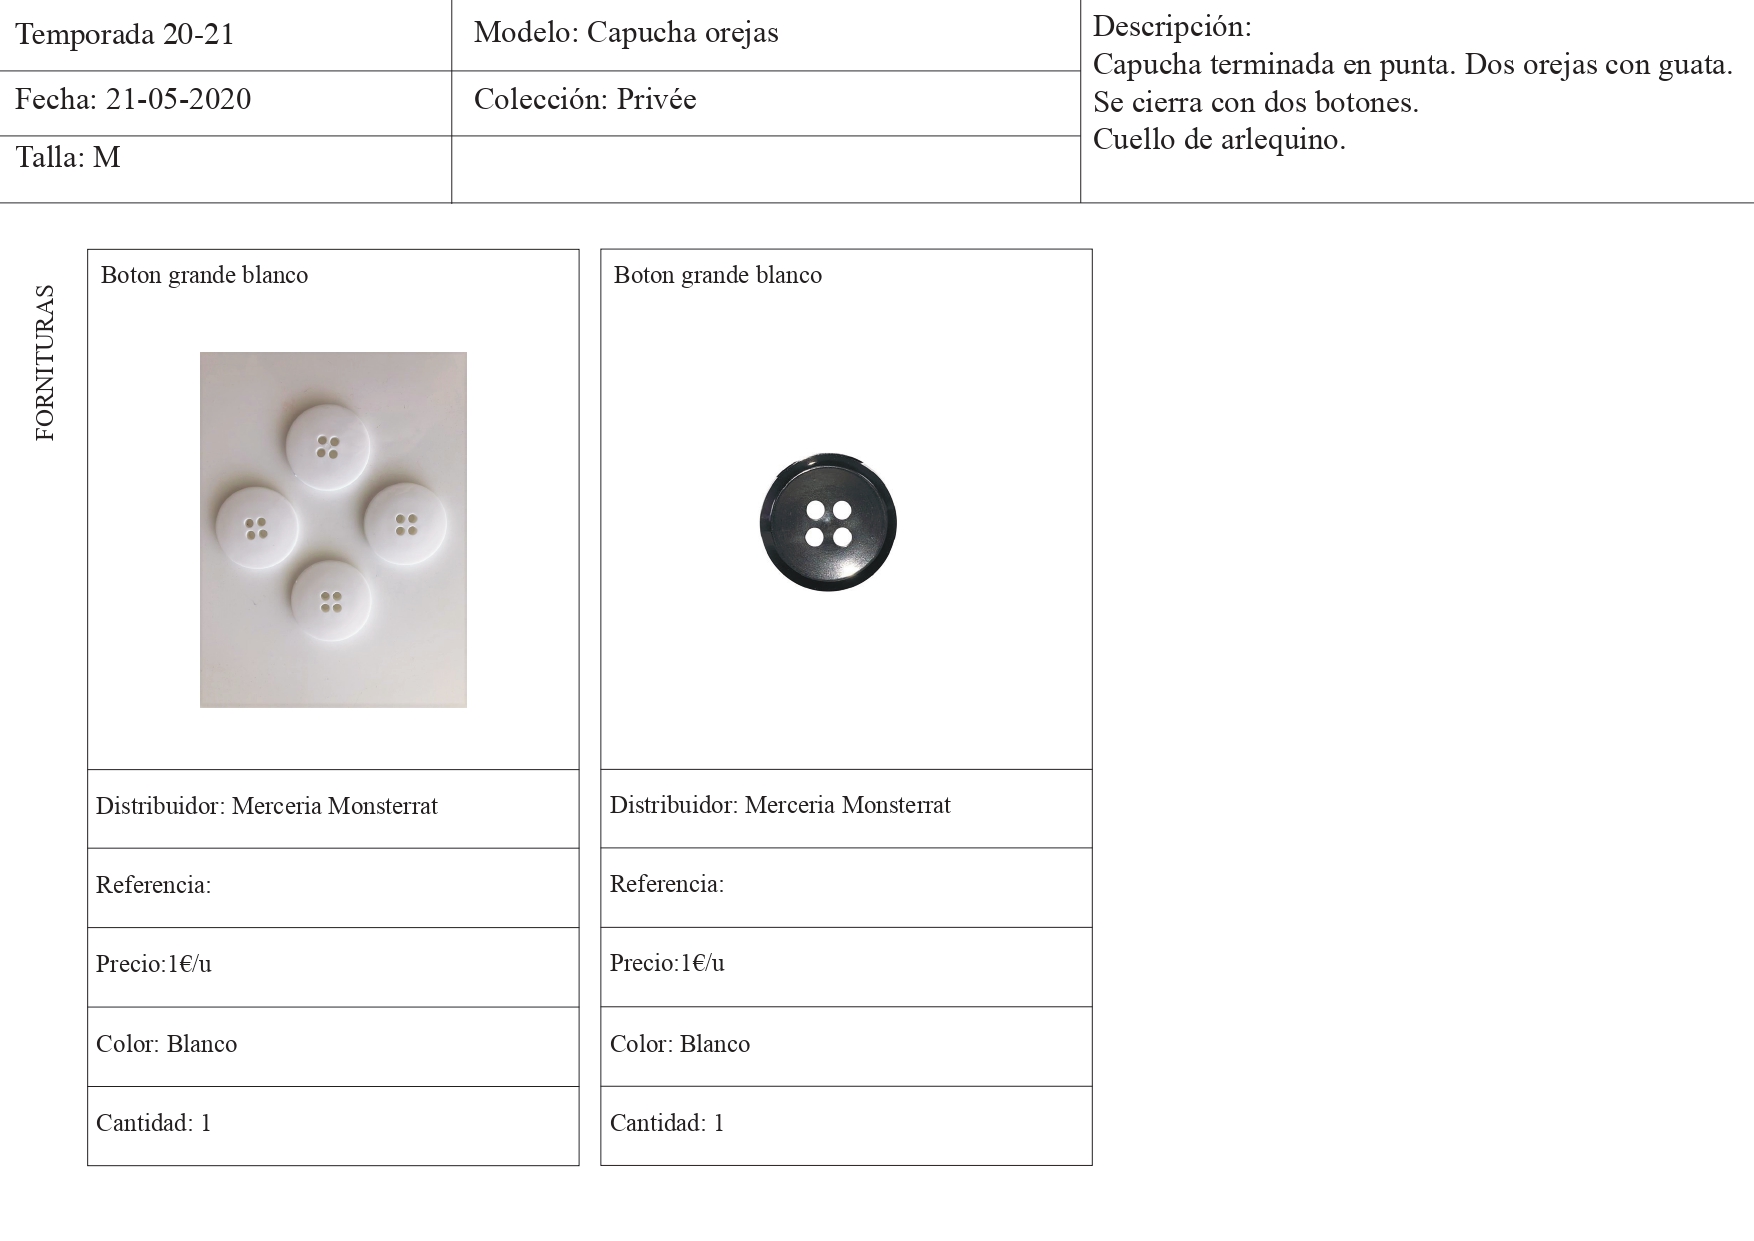 Temporada 20-21
Modelo: Capucha orejas
Descripción:
Capucha terminada en punta. Dos orejas con guata.
Se cierra con dos botones.
Cuello de arlequino.
Fecha: 21-05-2020
Colección: Privée
Talla: M
FORNITURAS
Boton grande blanco
Distribuidor: Merceria Monsterrat
Referencia:
Precio:1€/u
Color: Blanco
Cantidad: 1
Boton grande blanco
Distribuidor: Merceria Monsterrat
Referencia:
Precio:1€/u
Color: Blanco
Cantidad: 1